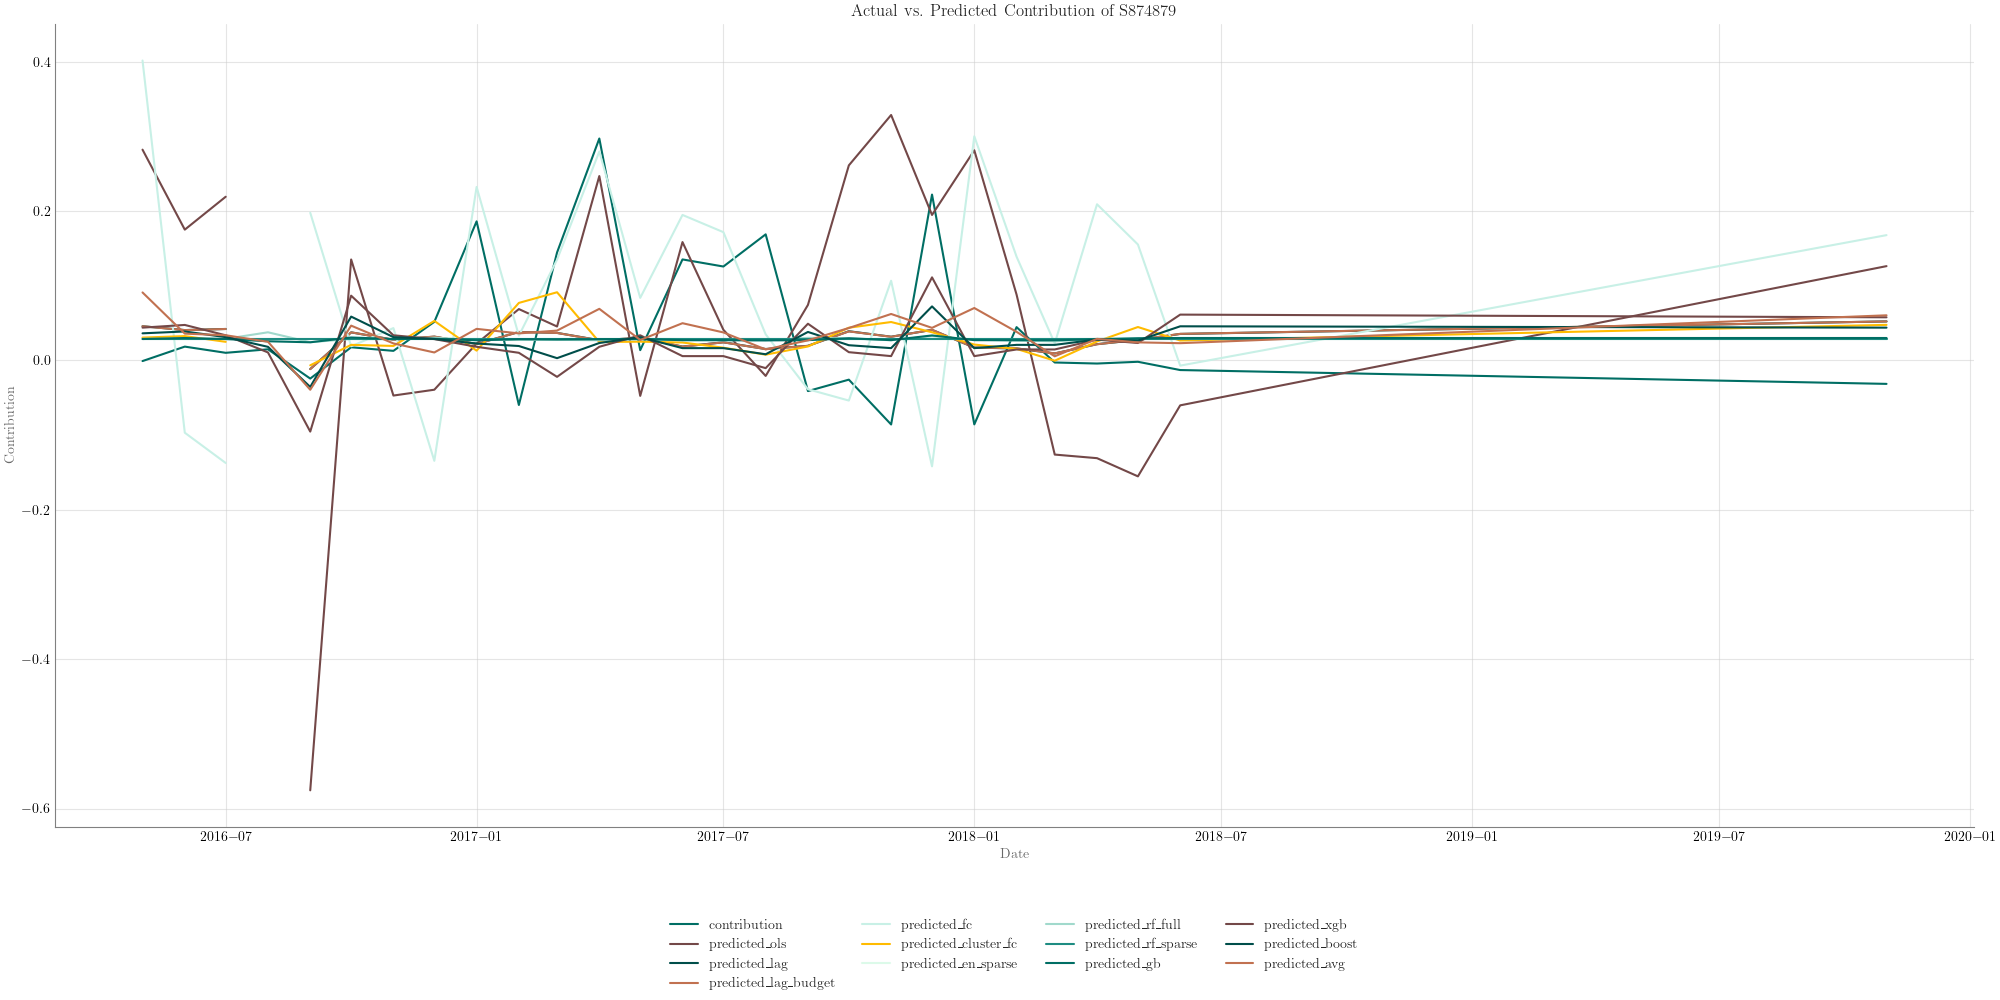 Actual vs. Predicted Contribution of S874879
0.4
0.2
0.0
−0.2
−0.4
−0.6
Contribution
2016−07
2017−01
2017−07
2018−01
2018−07
2019−01
2019−07
2020−01
Date
contribution
predicted_ols
predicted_lag
predicted_lag_budget
predicted_fc
predicted_cluster_fc
predicted_en_sparse
predicted_rf_full
predicted_rf_sparse
predicted_gb
predicted_xgb
predicted_boost
predicted_avg